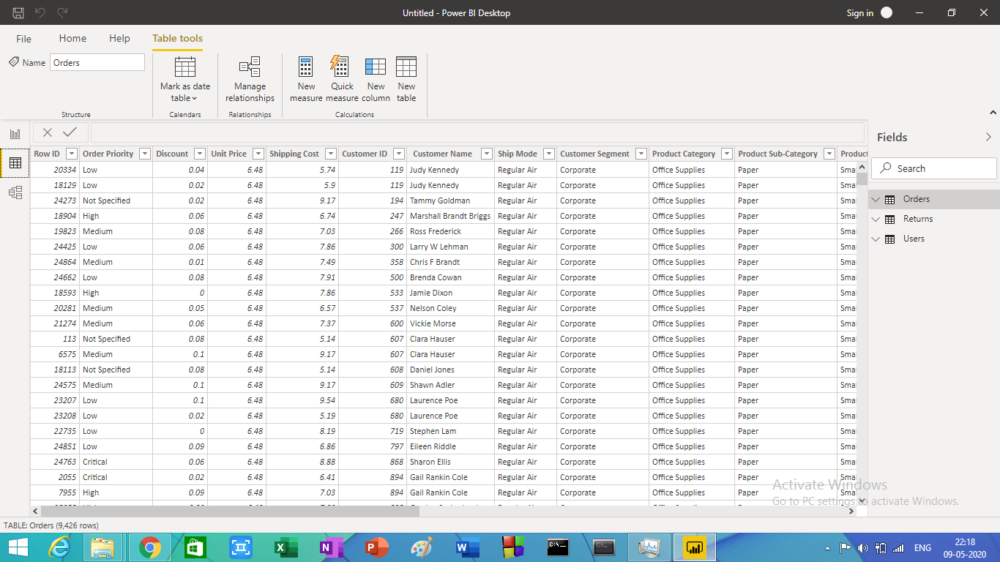 Untitled - Power BI Desktop
Sign in
File Home Help Table tools
Name Orders
Mark as date table
Manage relationships
New measure
Quick measure
New column
New table
Structure Calendars Relationships Calculations
Row ID Order Priority Discount Unit Price Shipping Cost Customer ID Customer Name Ship Mode Customer Segment Product Category Product Sub-Category Product
20334 Low 0.04 6.48 5.74 119 Judy Kennedy Regular Air Corporate Office Supplies Paper Sma
18129 Low 0.02 6.48 5.9 119 Judy Kennedy Regular Air Corporate Office Supplies Paper Sma
24273 Not Specified 0.02 6.48 9.17 194 Tammy Goldman Regular Air Corporate Office Supplies Paper Sma
18904 High 0.06 6.48 6.74 247 Marshall Brandt Briggs Regular Air Corporate Office Supplies Paper Sma
19823 Medium 0.08 6.48 7.03 266 Ross Frederick Regular Air Corporate Office Supplies Paper Sma
24425 Low 0.06 6.48 7.86 300 Larry W Lehman Regular Air Corporate Office Supplies Paper Sma
24864 Medium 0.01 6.48 7.49 358 Chris F Brandt Regular Air Corporate Office Supplies Paper Sma
24662 Low 0.08 6.48 7.91 500 Brenda Cowan Regular Air Corporate Office Supplies Paper Sma
18593 High 0 6.48 7.86 533 Jamie Dixon Regular Air Corporate Office Supplies Paper Sma
20281 Medium 0.05 6.48 6.57 537 Nelson Coley Regular Air Corporate Office Supplies Paper Sma
21274 Medium 0.06 6.48 7.37 600 Vickie Morse Regular Air Corporate Office Supplies Paper Sma
113 Not Specified 0.08 6.48 5.14 607 Clara Hauser Regular Air Corporate Office Supplies Paper Sma
6575 Medium 0.1 6.48 9.17 607 Clara Hauser Regular Air Corporate Office Supplies Paper Sma
18113 Not Specified 0.08 6.48 5.14 608 Daniel Jones Regular Air Corporate Office Supplies Paper Sma
24575 Medium 0.1 6.48 9.17 609 Shawn Adler Regular Air Corporate Office Supplies Paper Sma
23207 Low 0.1 6.48 9.54 680 Laurence Poe Regular Air Corporate Office Supplies Paper Sma
23208 Low 0.02 6.48 5.19 680 Laurence Poe Regular Air Corporate Office Supplies Paper Sma
22735 Low 0 6.48 8.19 719 Stephen Lam Regular Air Corporate Office Supplies Paper Sma
24851 Low 0.09 6.48 6.86 797 Eileen Riddle Regular Air Corporate Office Supplies Paper Sma
24763 Critical 0.06 6.48 8.88 868 Sharon Ellis Regular Air Corporate Office Supplies Paper Sma
2055 Critical 0.02 6.48 6.41 894 Gail Rankin Cole Regular Air Corporate Office Supplies Paper Sma
7955 High 0.09 6.48 7.03 894 Gail Rankin Cole Regular Air Corporate Office Supplies Paper Sma
Fields
Search
Orders
Returns
Users
Activate Windows
Go to PC settings to activate Windows.
TABLE: Orders (9,426 rows)
ENG
22:18
09-05-2020